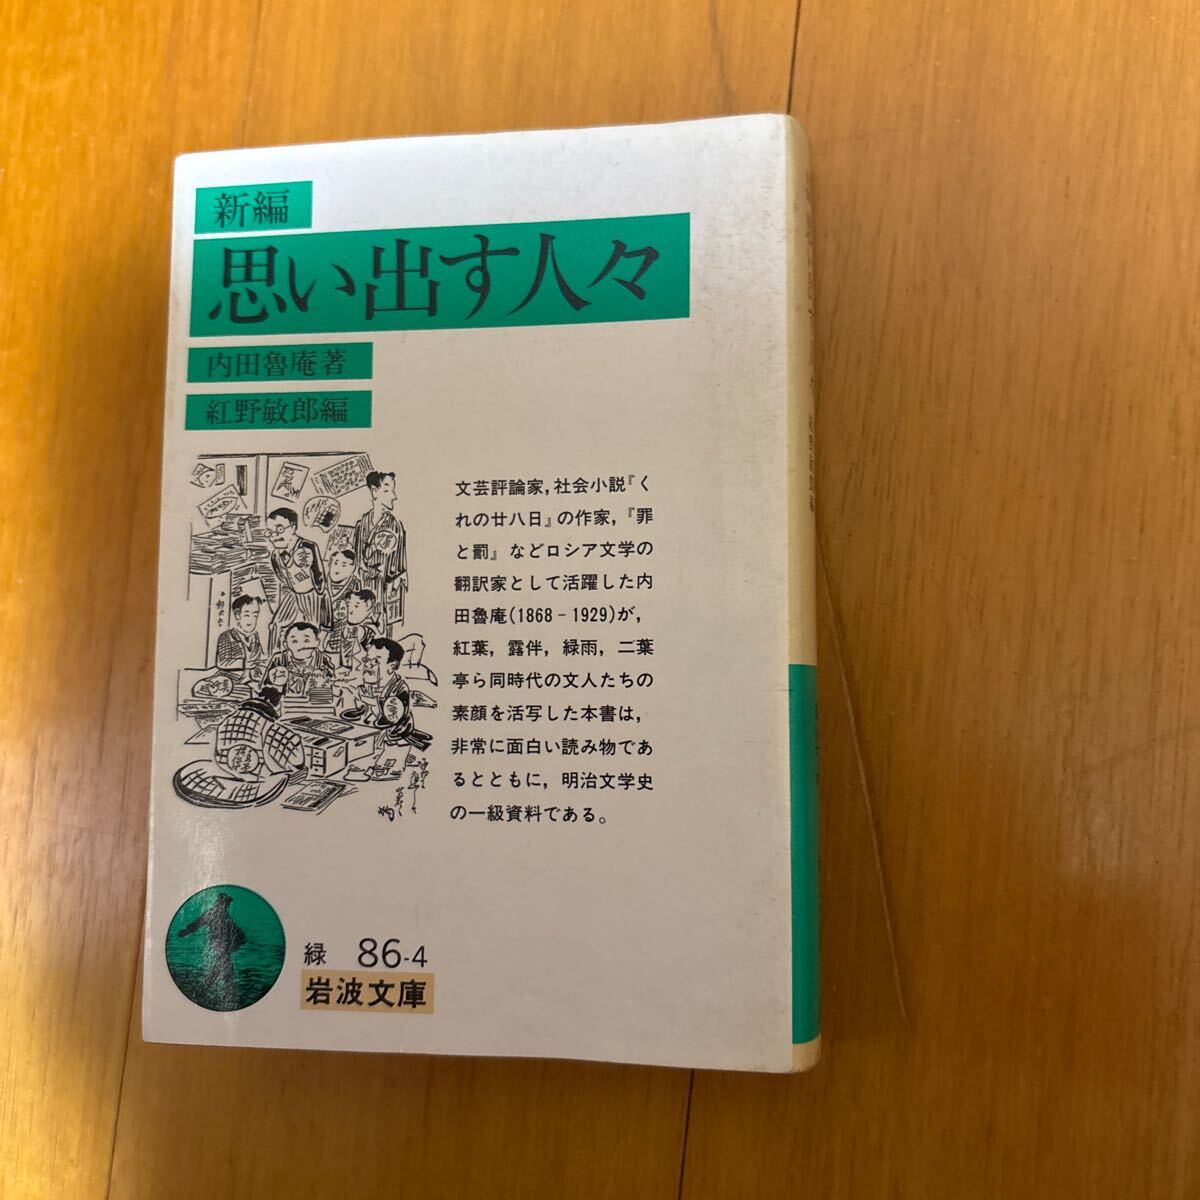 新編
思い出す人々
内田魯庵著
紅野敏郎編
文芸評論家，社会小説『く
れの廿八日』の作家，『罪
と罰』などロシア文学の
翻訳家として活躍した内
田魯庵(1868‐1929)が，
紅葉，露伴，緑雨，二葉
亭ら同時代の文人たちの
素顔を活写した本書は，
非常に面白い読み物であ
るとともに，明治文学史
の一級資料である。
緑 86-4
岩波文庫